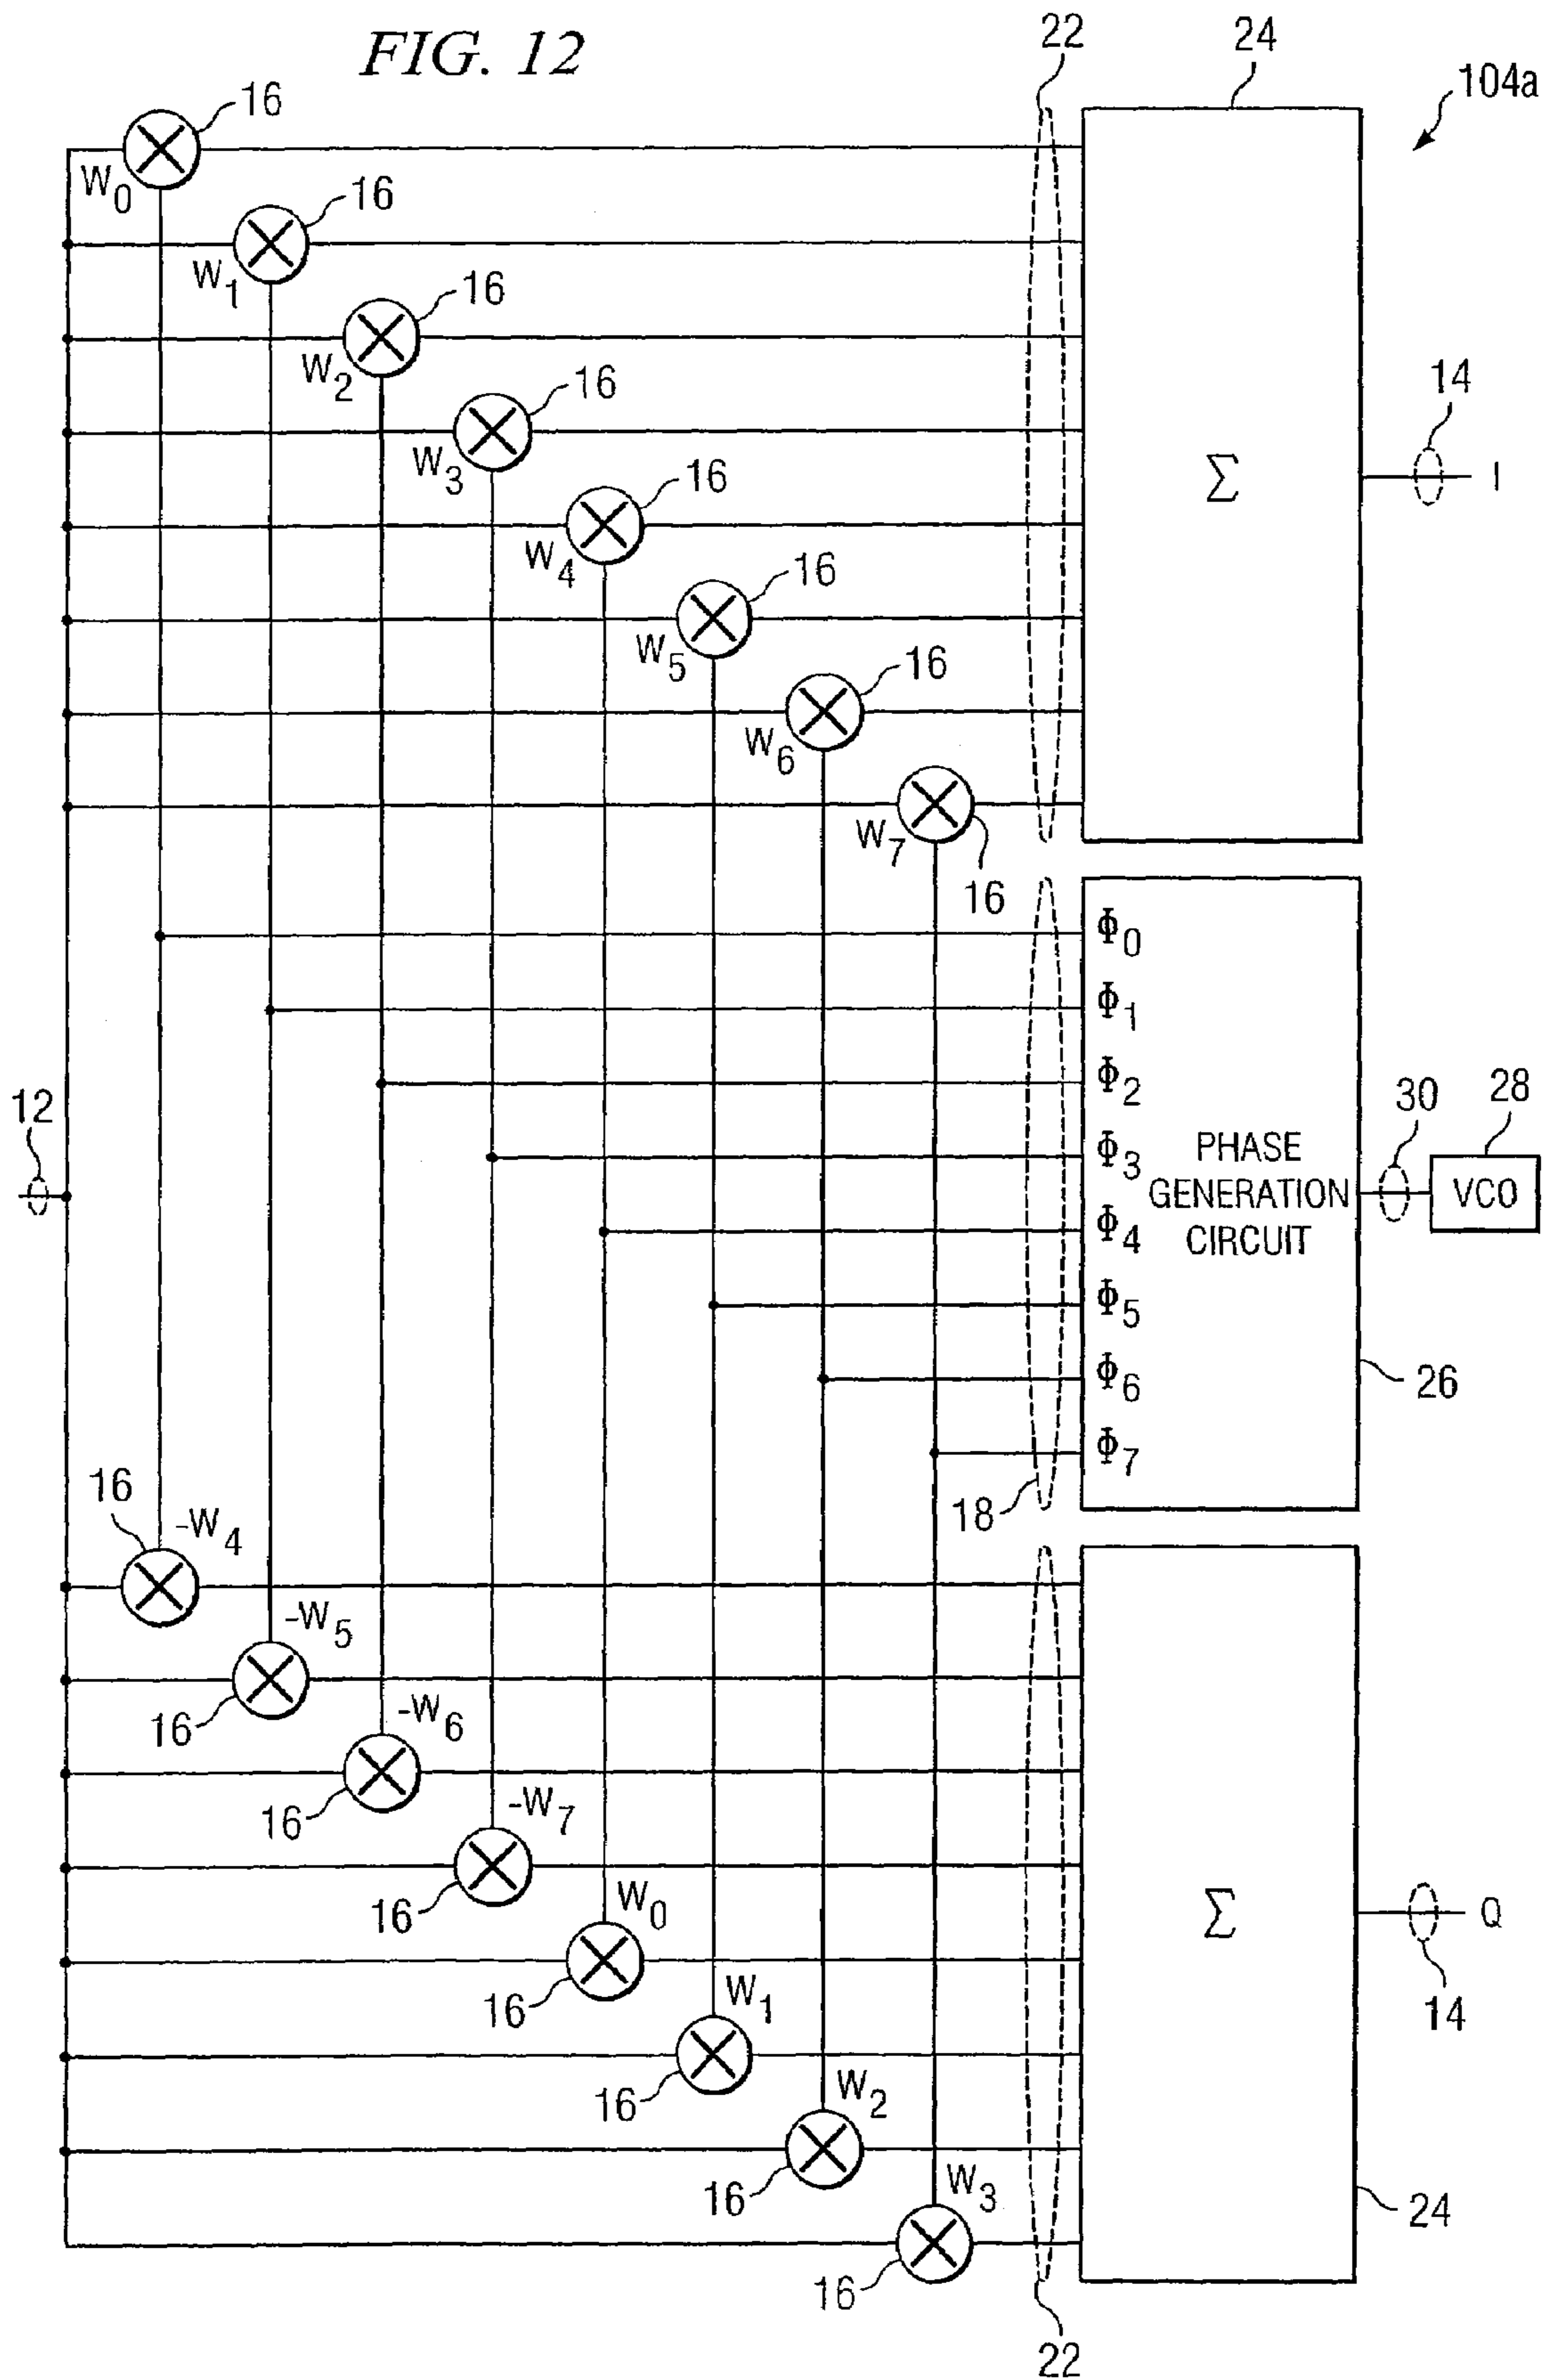 FIG. 12
22
24
104a
16
W0
16
W1
16
W2
16
W3
14
Σ
I
16
W4
16
W5
16
W6
16
W7
16
Φ0
Φ1
Φ2
Φ3
Φ4
Φ5
Φ6
Φ7
PHASE
GENERATION
CIRCUIT
12
30
28
VCO
26
18
16
-W4
16
-W5
16
-W6
16
-W7
16
W0
16
W1
16
W2
16
W3
16
Σ
Q
14
24
22